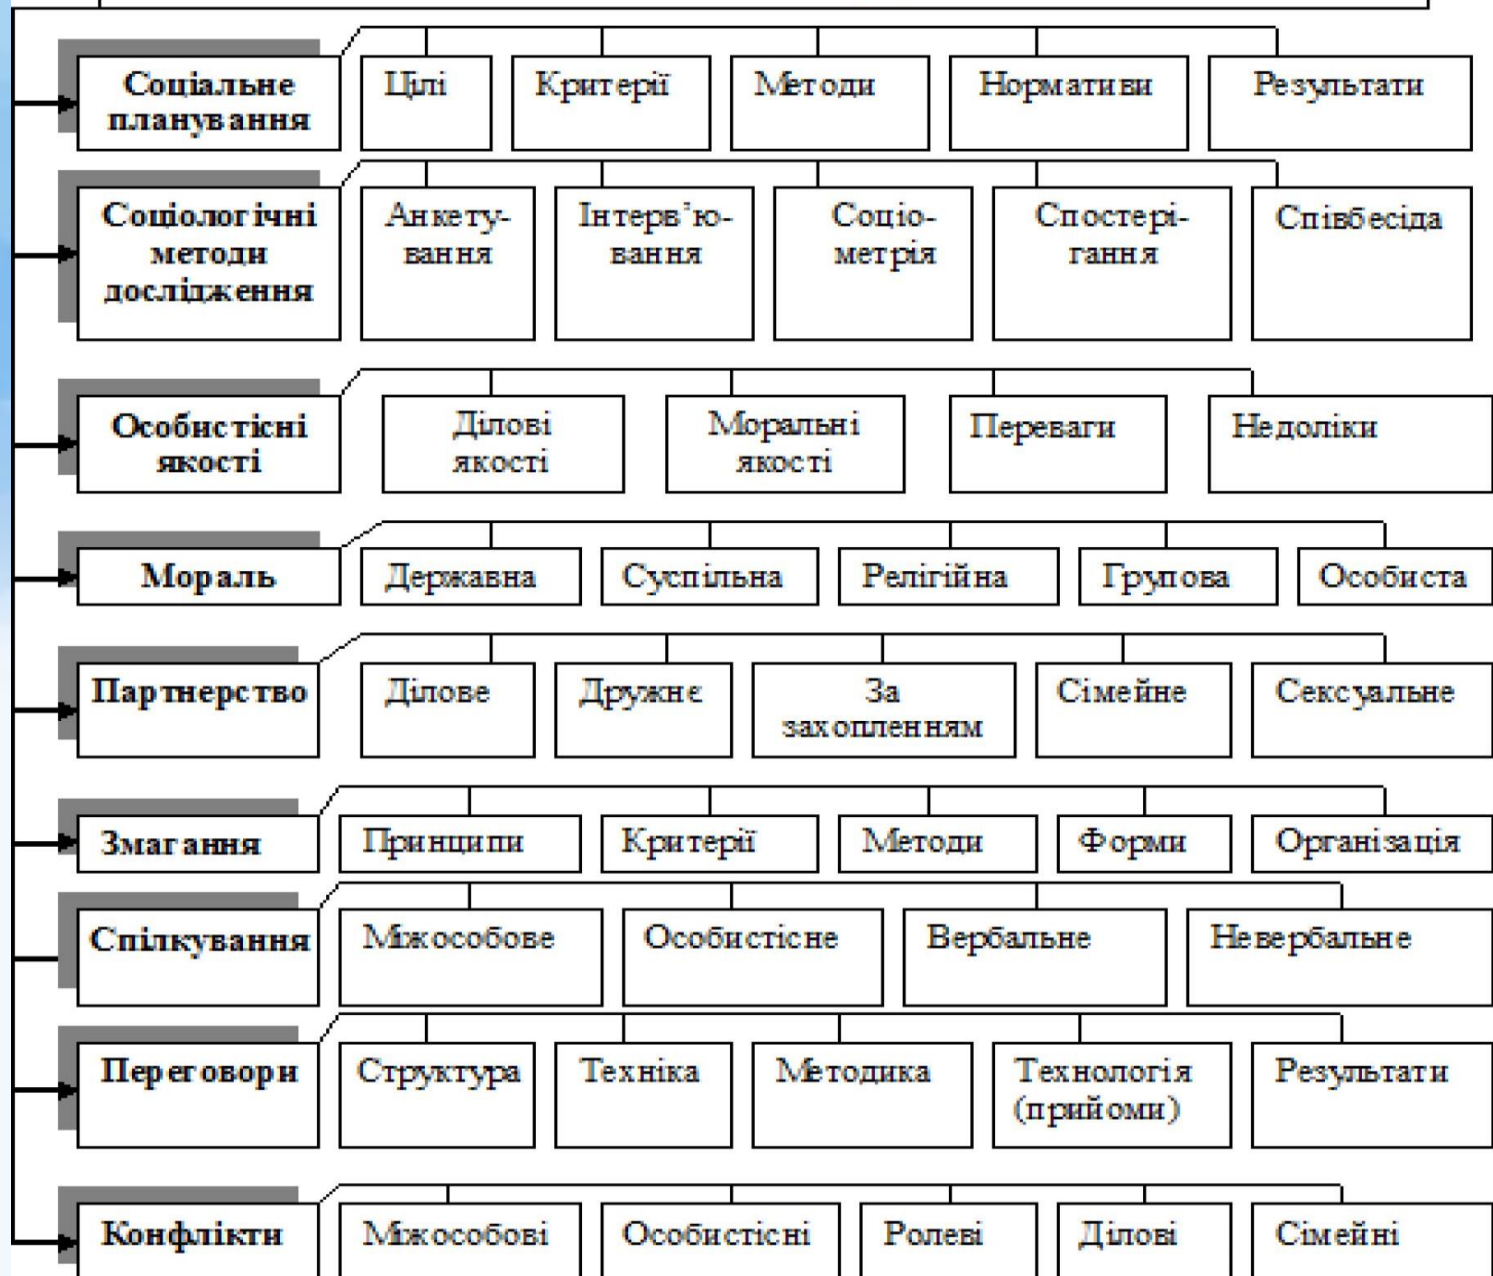 Соціальне
планування
Цілі
Критерії
Методи
Нормативи
Результати
Соціологічні
методи
дослідження
Анкету-
вання
Інтерв’ю-
вання
Соціо-
метрія
Спостері-
гання
Співбесіда
Особистісні
якості
Ділові
якості
Моральні
якості
Переваги
Недоліки
Мораль
Державна
Суспільна
Релігійна
Групова
Особиста
Партнерство
Ділове
Дружнє
За
захопленням
Сімейне
Сексуальне
Змагання
Принципи
Критерії
Методи
Форми
Організація
Спілкування
Міжособове
Особистісне
Вербальне
Невербальне
Переговори
Структура
Техніка
Методика
Технологія
(прийоми)
Результати
Конфлікти
Міжособові
Особистісні
Ролеві
Ділові
Сімейні